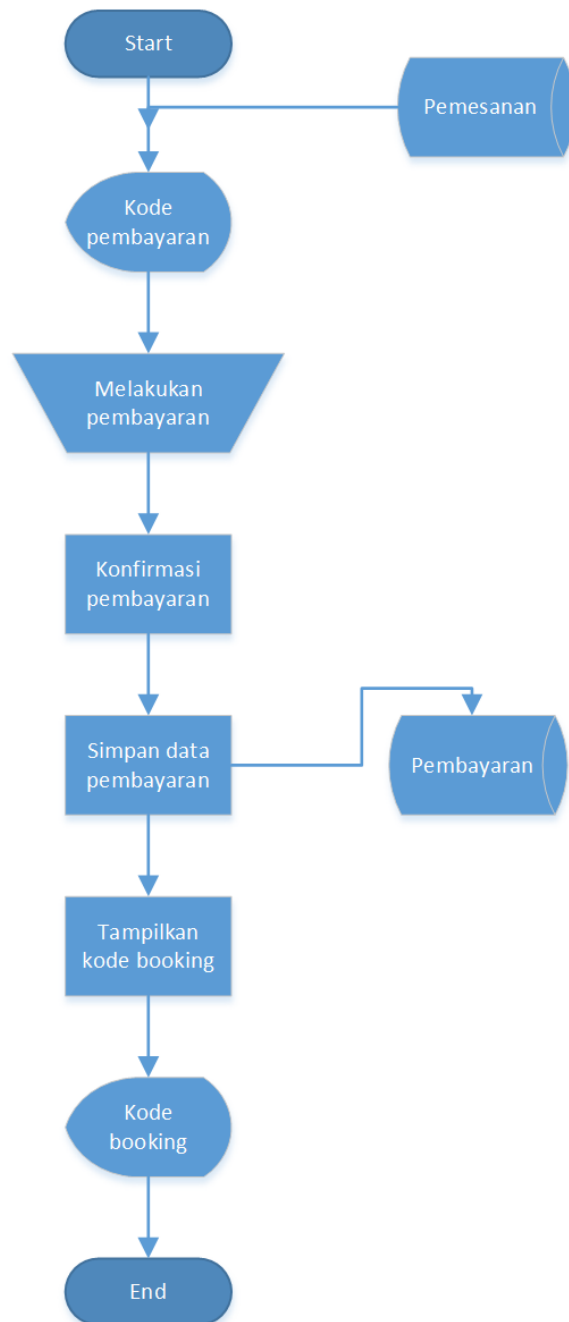 Start
Pemesanan
Kode
pembayaran
Melakukan
pembayaran
Konfirmasi
pembayaran
Simpan data
pembayaran
Pembayaran
Tampilkan
kode booking
Kode
booking
End